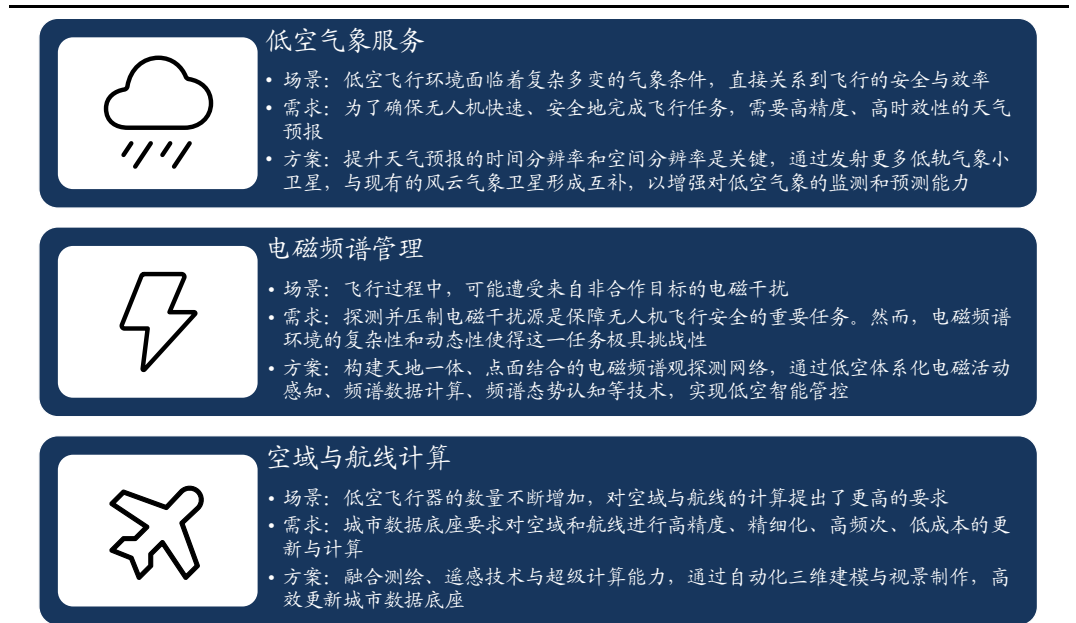 低空气象服务
• 场景：低空飞行环境面临着复杂多变的气象条件，直接关系到飞行的安全与效率
• 需求：为了确保无人机快速、安全地完成飞行任务，需要高精度、高时效性的天气
预报
• 方案：提升天气预报的时间分辨率和空间分辨率是关键，通过发射更多低轨气象小
卫星，与现有的风云气象卫星形成互补，以增强对低空气象的监测和预测能力
电磁频谱管理
• 场景：飞行过程中，可能遭受来自非合作目标的电磁干扰
• 需求：探测并压制电磁干扰源是保障无人机飞行安全的重要任务。然而，电磁频谱
环境的复杂性和动态性使得这一任务极具挑战性
• 方案：构建天地一体、点面结合的电磁频谱观探测网络，通过低空体系化电磁活动
感知、频谱数据计算、频谱态势认知等技术，实现低空智能管控
空域与航线计算
• 场景：低空飞行器的数量不断增加，对空域与航线的计算提出了更高的要求
• 需求：城市数据底座要求对空域和航线进行高精度、精细化、高频次、低成本的更
新与计算
• 方案：融合测绘、遥感技术与超级计算能力，通过自动化三维建模与视景制作，高
效更新城市数据底座